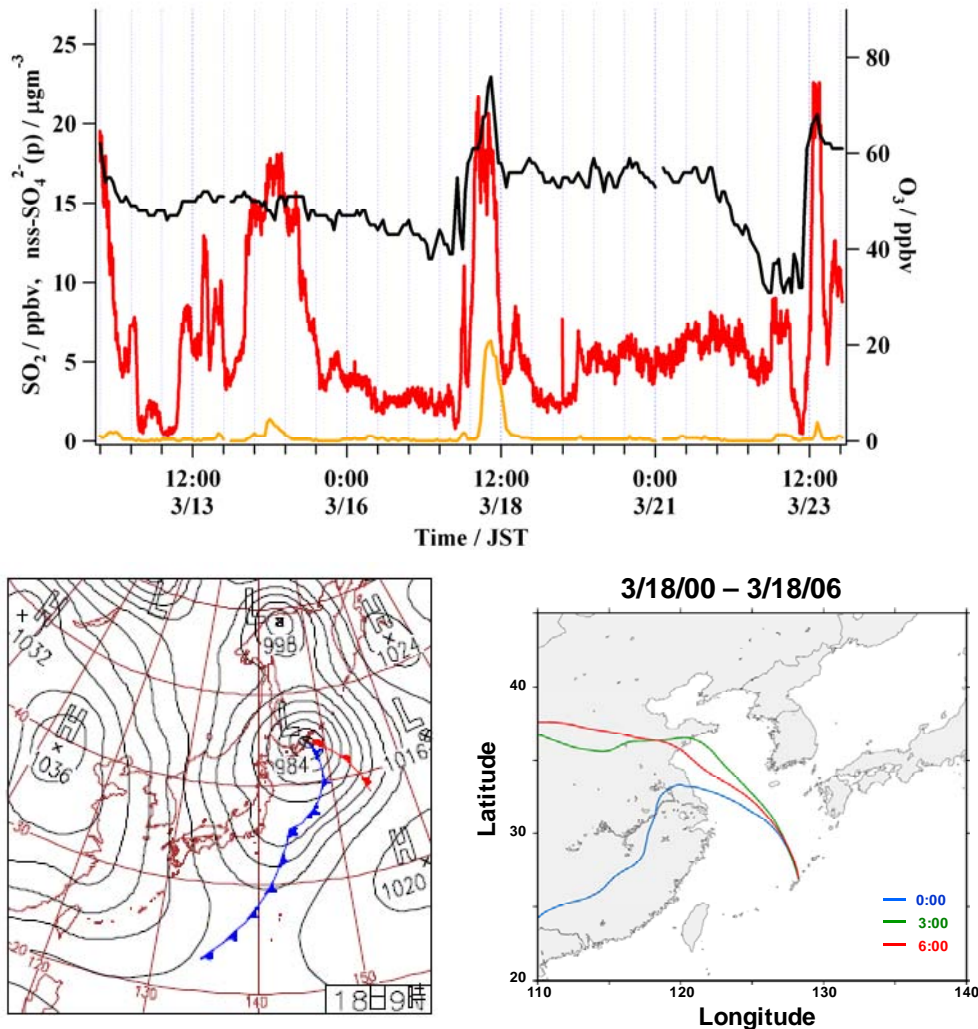 25
20
15
10
5
0
SO₂ / ppbv, nss-SO₄²⁻(p) / μgm⁻³
80
60
40
20
0
O₃ / ppbv
12:00 0:00 12:00 0:00 12:00
3/13 3/16 3/18 3/21 3/23
Time / JST
H
1032
L
L
998
H
1024
40
H
1036
L
984
L
1016
30
H
1020
20
120
130
140
150
18日9時
3/18/00 – 3/18/06
40
30
20
Latitude
0:00
3:00
6:00
110 120 130 140
Longitude